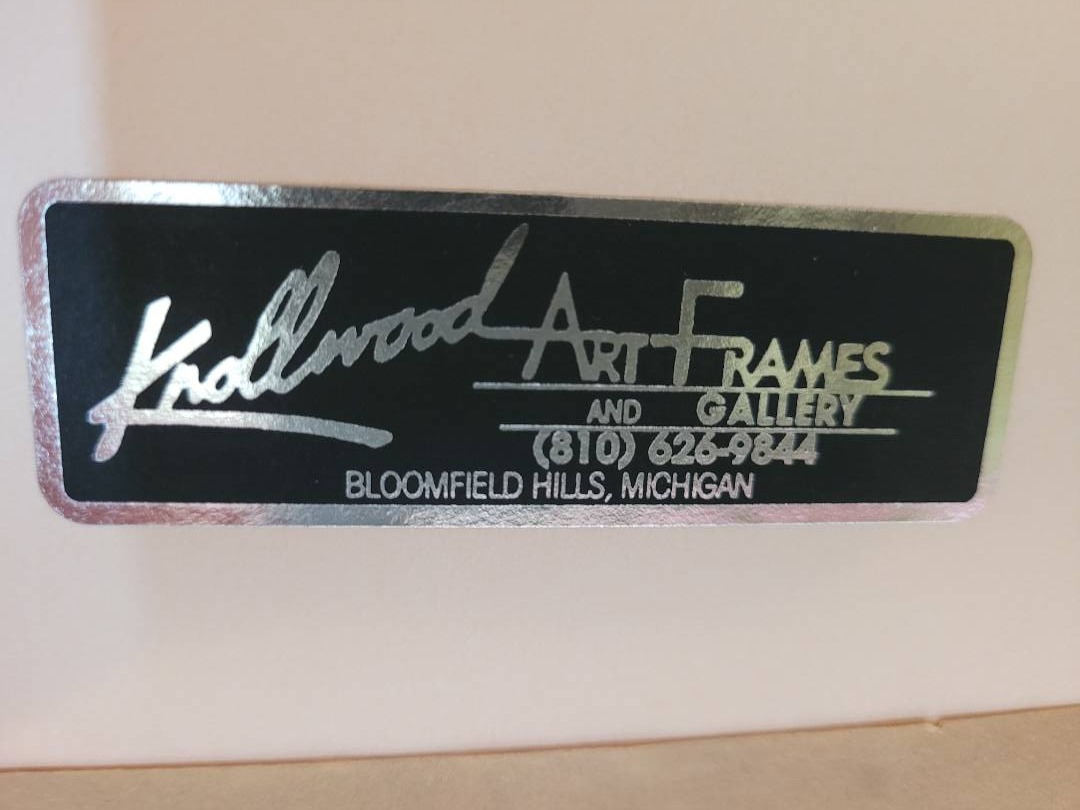 Knollwood ART FRAMES
AND GALLERY
(810) 626-9844
BLOOMFIELD HILLS, MICHIGAN